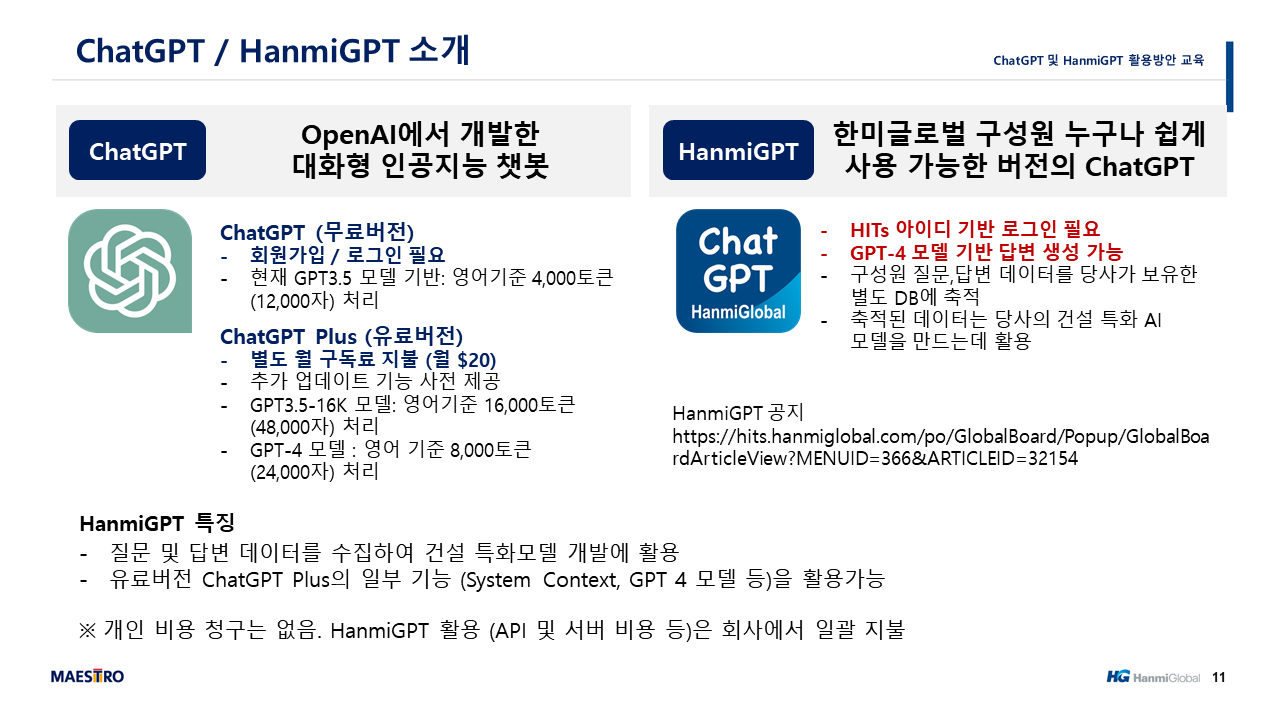 ChatGPT / HanmiGPT 소개
ChatGPT 및 HanmiGPT 활용방안 교육
ChatGPT
OpenAI에서 개발한
대화형 인공지능 챗봇
ChatGPT (무료버전)
- 회원가입 / 로그인 필요
- 현재 GPT3.5 모델 기반: 영어기준 4,000토큰
(12,000자) 처리
ChatGPT Plus (유료버전)
- 별도 월 구독료 지불 (월 $20)
- 추가 업데이트 기능 사전 제공
- GPT3.5-16K 모델: 영어기준 16,000토큰
(48,000자) 처리
- GPT-4 모델 : 영어 기준 8,000토큰
(24,000자) 처리
HanmiGPT
한미글로벌 구성원 누구나 쉽게
사용 가능한 버전의 ChatGPT
Chat
GPT
HanmiGlobal
- HITs 아이디 기반 로그인 필요
- GPT-4 모델 기반 답변 생성 가능
- 구성원 질문,답변 데이터를 당사가 보유한
별도 DB에 축적
- 축적된 데이터는 당사의 건설 특화 AI
모델을 만드는데 활용
HanmiGPT 공지
https://hits.hanmiglobal.com/po/GlobalBoard/Popup/GlobalBoa
rdArticleView?MENUID=366&ARTICLEID=32154
HanmiGPT 특징
- 질문 및 답변 데이터를 수집하여 건설 특화모델 개발에 활용
- 유료버전 ChatGPT Plus의 일부 기능 (System Context, GPT 4 모델 등)을 활용가능
※ 개인 비용 청구는 없음. HanmiGPT 활용 (API 및 서버 비용 등)은 회사에서 일괄 지불
MAESTRO
HG HanmiGlobal 11